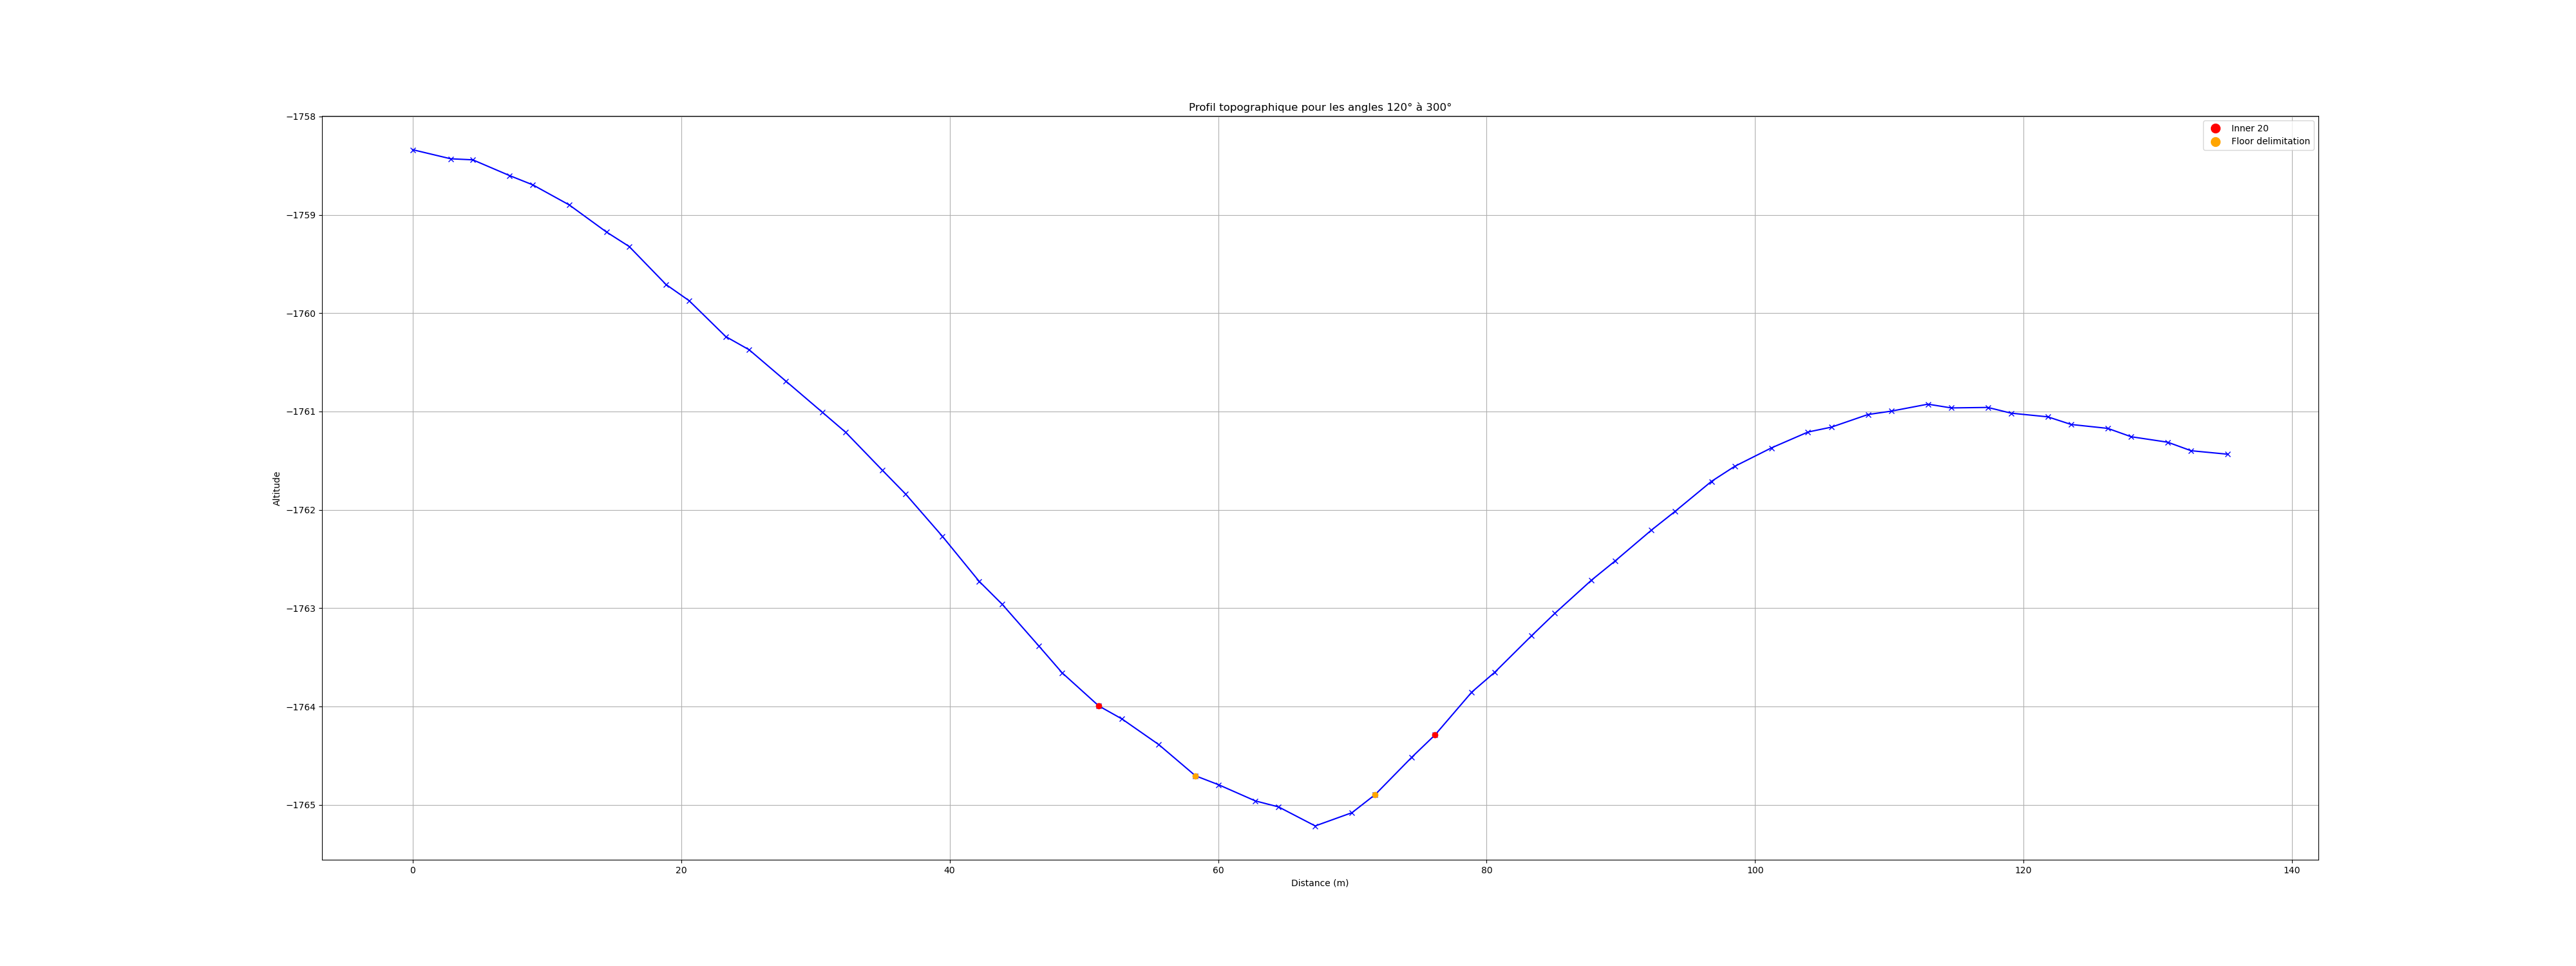 Profil topographique pour les angles 120° à 300°
Inner 20
Floor delimitation
−1758
−1759
−1760
−1761
−1762
−1763
−1764
−1765
Altitude
0 20 40 60 80 100 120 140
Distance (m)